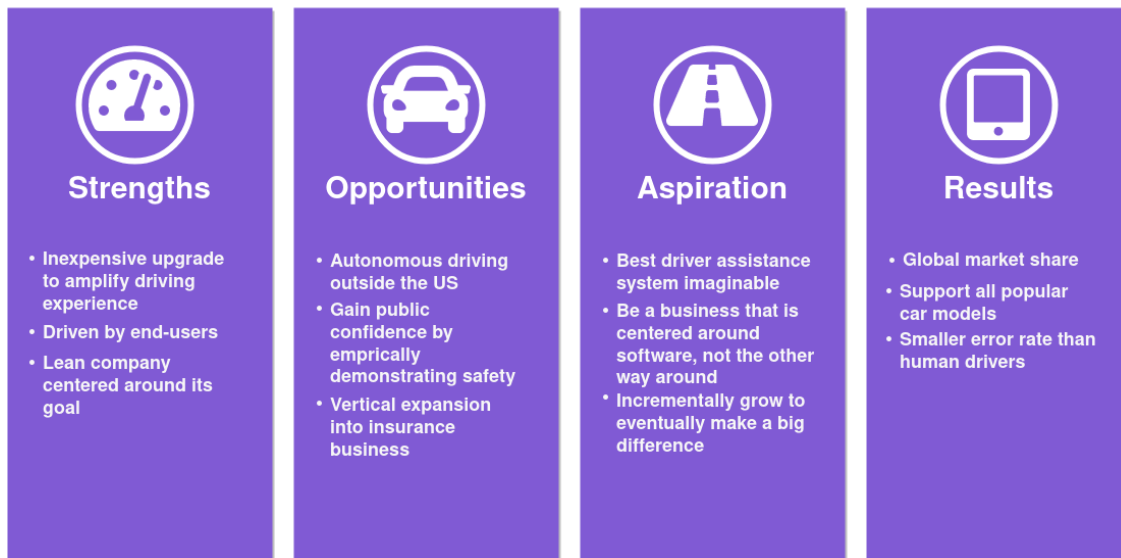 Strengths
• Inexpensive upgrade
to amplify driving
experience
• Driven by end-users
• Lean company
centered around its
goal
Opportunities
• Autonomous driving
outside the US
• Gain public
confidence by
emprically
demonstrating safety
• Vertical expansion
into insurance
business
Aspiration
• Best driver assistance
system imaginable
• Be a business that is
centered around
software, not the other
way around
• Incrementally grow to
eventually make a big
difference
Results
• Global market share
• Support all popular
car models
• Smaller error rate than
human drivers